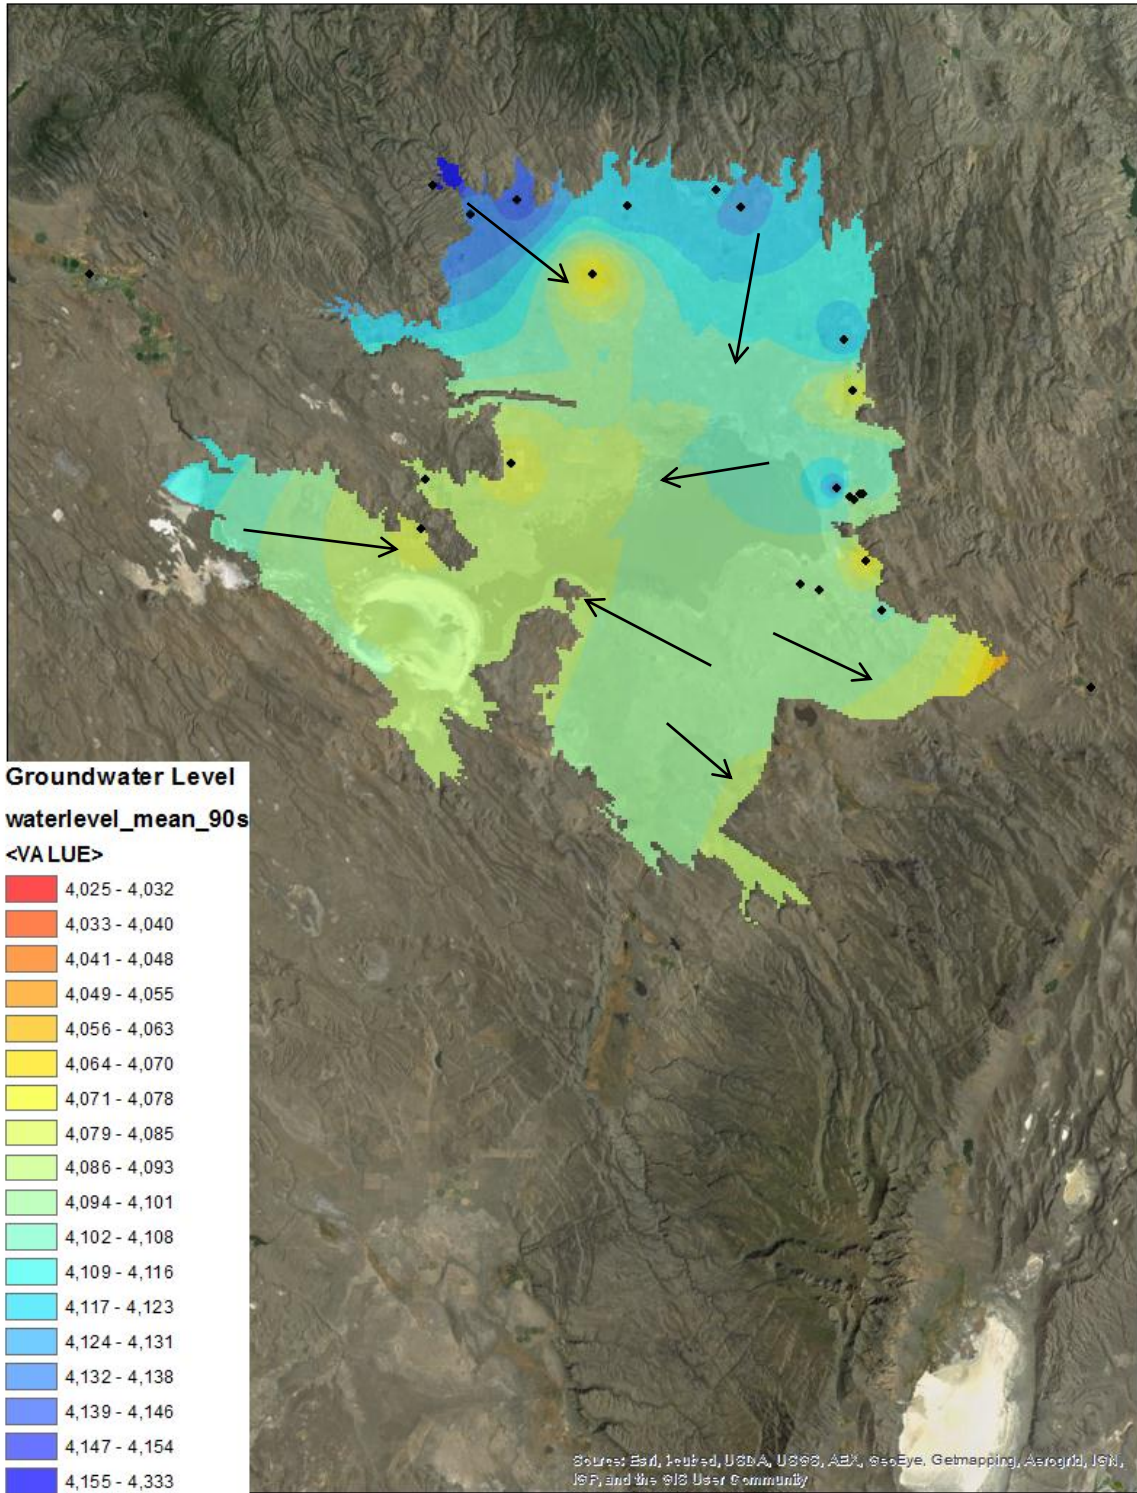 Groundwater Level
waterlevel_mean_90s
<VALUE>
4,025 - 4,032
4,033 - 4,040
4,041 - 4,048
4,049 - 4,055
4,056 - 4,063
4,064 - 4,070
4,071 - 4,078
4,079 - 4,085
4,086 - 4,093
4,094 - 4,101
4,102 - 4,108
4,109 - 4,116
4,117 - 4,123
4,124 - 4,131
4,132 - 4,138
4,139 - 4,146
4,147 - 4,154
4,155 - 4,333
Source: Esri, i-cubed, USDA, USGS, AEX, GeoEye, Getmapping, Aerogrid, IGN,
IGP, and the GIS User Community